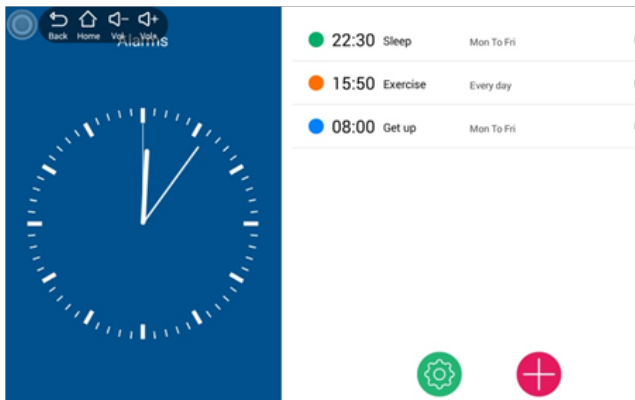 Back Home Vol- Vol+
Alarms
22:30 Sleep Mon To Fri
15:50 Exercise Every day
08:00 Get up Mon To Fri